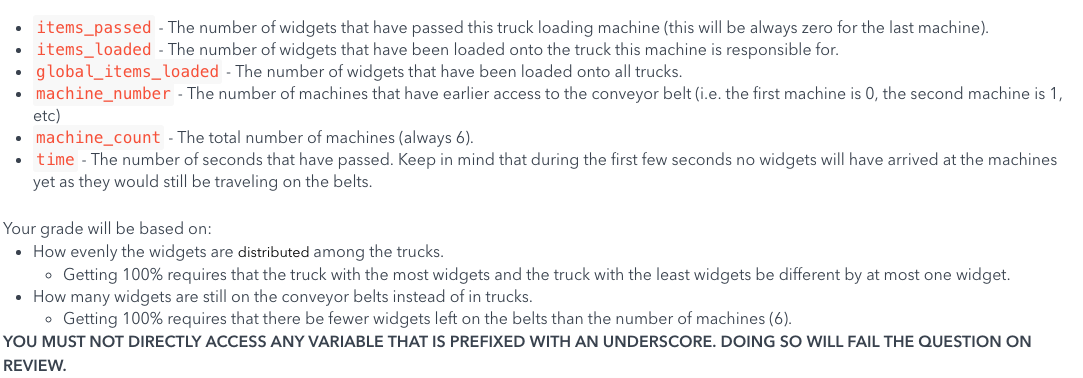 • items_passed - The number of widgets that have passed this truck loading machine (this will be always zero for the last machine).
• items_loaded - The number of widgets that have been loaded onto the truck this machine is responsible for.
• global_items_loaded - The number of widgets that have been loaded onto all trucks.
• machine_number - The number of machines that have earlier access to the conveyor belt (i.e. the first machine is 0, the second machine is 1,
etc)
• machine_count - The total number of machines (always 6).
• time - The number of seconds that have passed. Keep in mind that during the first few seconds no widgets will have arrived at the machines
yet as they would still be traveling on the belts.
Your grade will be based on:
• How evenly the widgets are distributed among the trucks.
◦ Getting 100% requires that the truck with the most widgets and the truck with the least widgets be different by at most one widget.
• How many widgets are still on the conveyor belts instead of in trucks.
◦ Getting 100% requires that there be fewer widgets left on the belts than the number of machines (6).
YOU MUST NOT DIRECTLY ACCESS ANY VARIABLE THAT IS PREFIXED WITH AN UNDERSCORE. DOING SO WILL FAIL THE QUESTION ON
REVIEW.